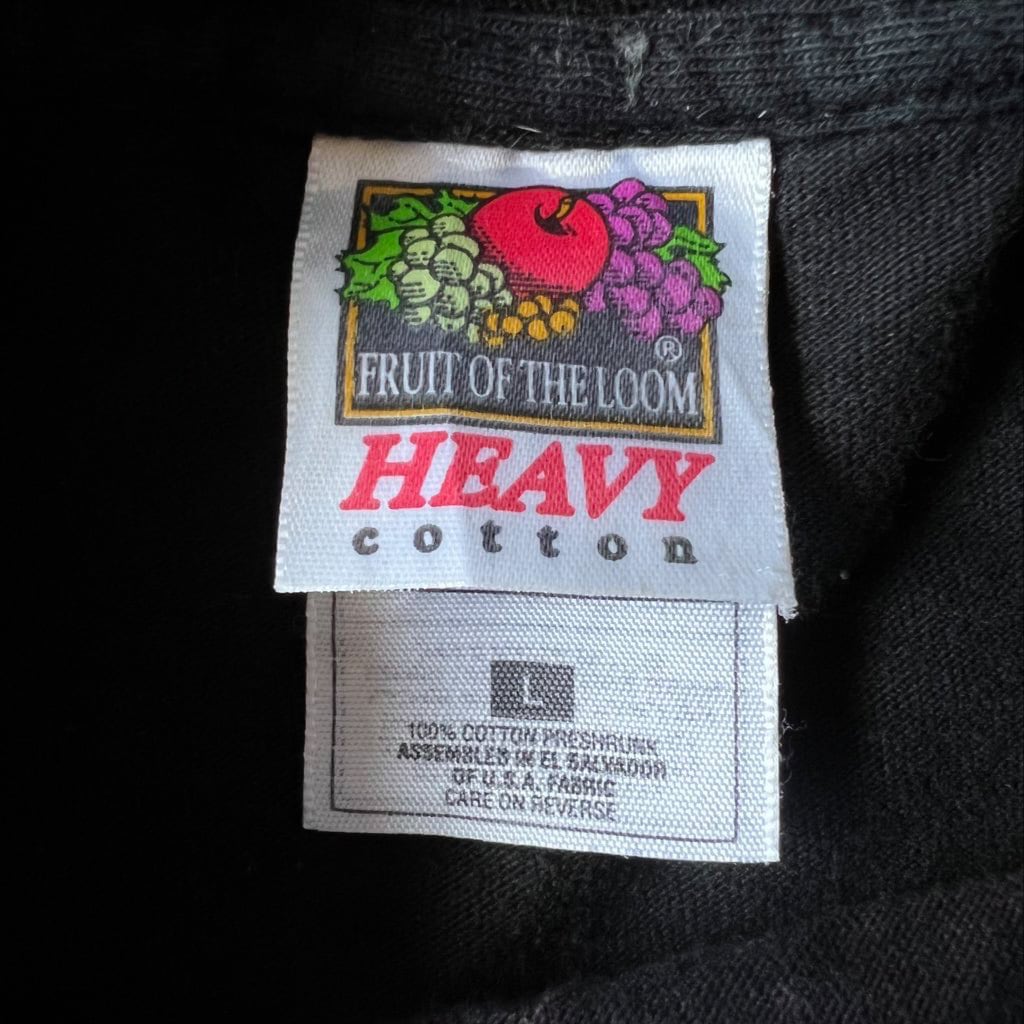 FRUIT OF THE LOOM ®
HEAVY
cotton
L
100% COTTON PRESHRUNK
ASSEMBLED IN EL SALVADOR
OF U.S.A. FABRIC
CARE ON REVERSE